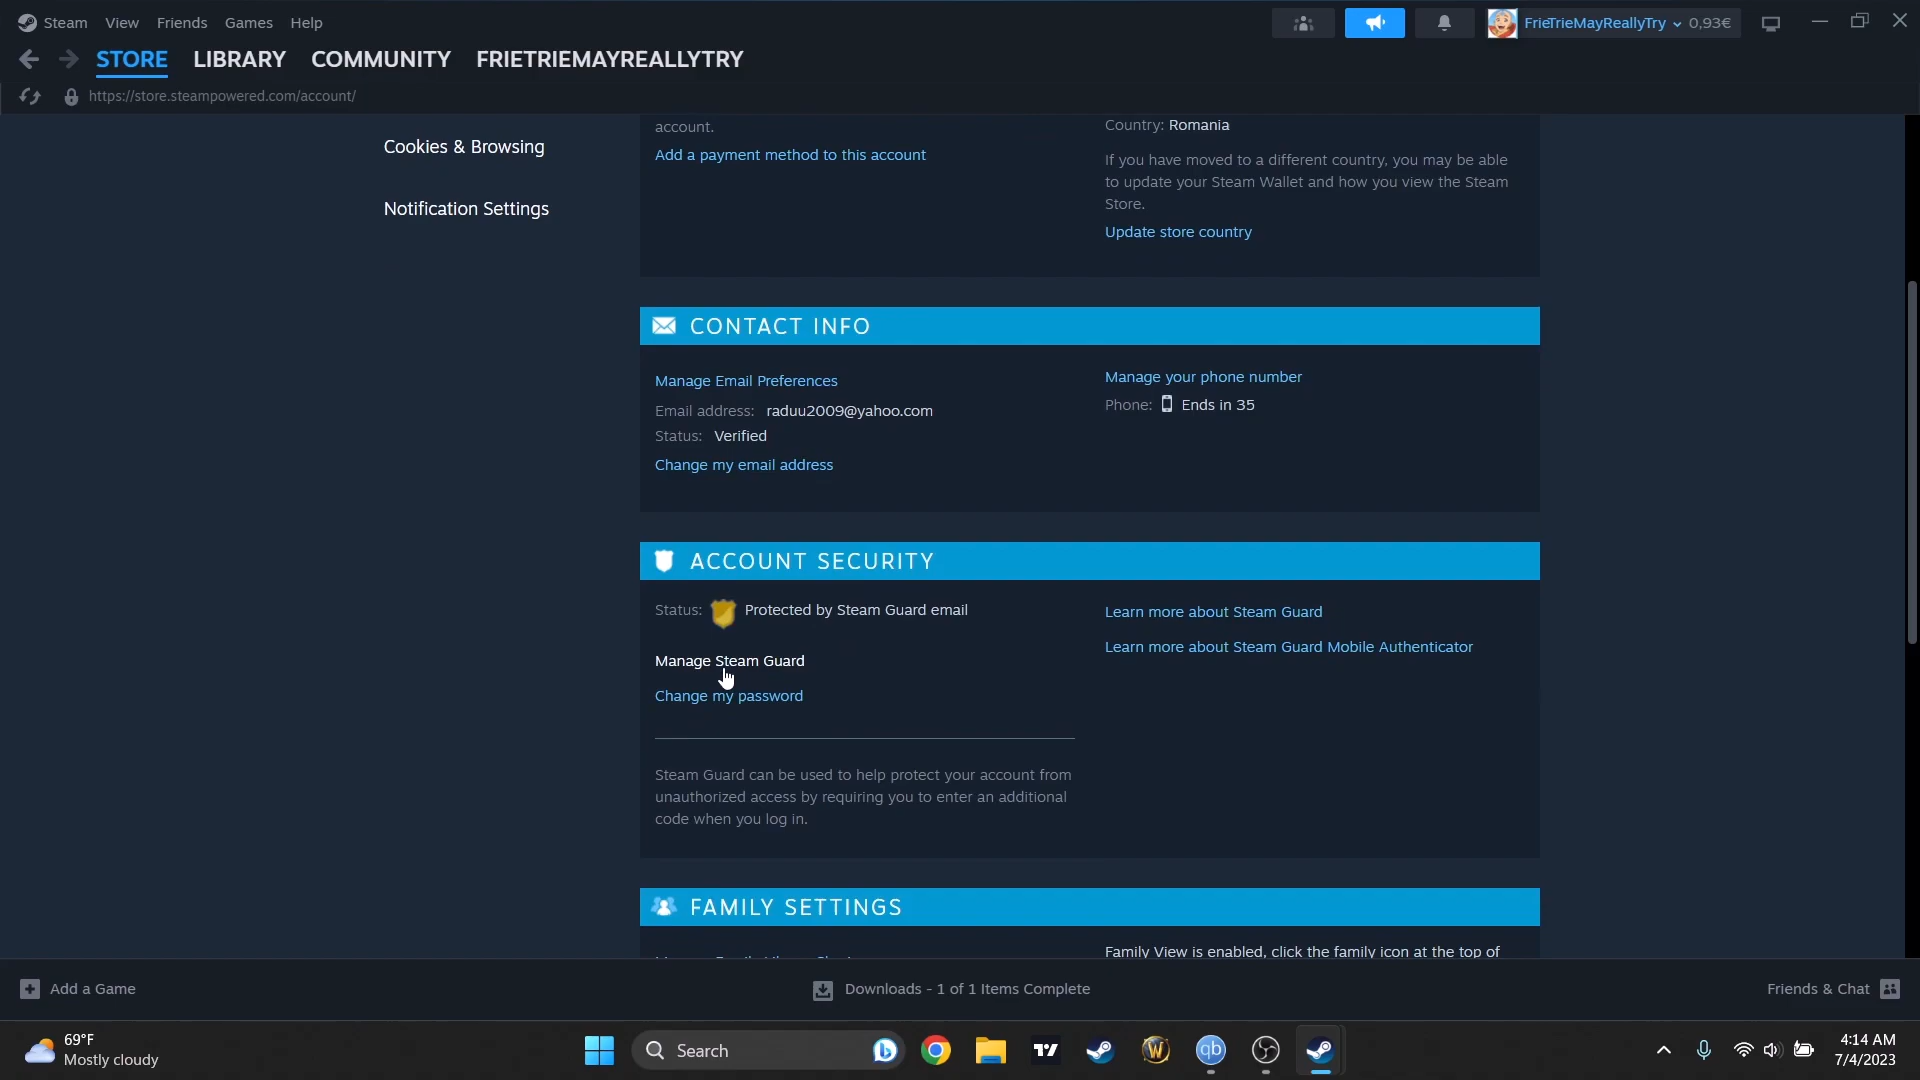 Steam View Friends Games Help
FrieTrieMayReallyTry 0,93€
STORE LIBRARY COMMUNITY FRIETRIEMAYREALLYTRY
https://store.steampowered.com/account/
Cookies & Browsing
Notification Settings
account.
Add a payment method to this account
Country: Romania
If you have moved to a different country, you may be able
to update your Steam Wallet and how you view the Steam
Store.
Update store country
CONTACT INFO
Manage Email Preferences
Email address: raduu2009@yahoo.com
Status: Verified
Change my email address
Manage your phone number
Phone: Ends in 35
ACCOUNT SECURITY
Status: Protected by Steam Guard email
Manage Steam Guard
Change my password
Learn more about Steam Guard
Learn more about Steam Guard Mobile Authenticator
Steam Guard can be used to help protect your account from
unauthorized access by requiring you to enter an additional
code when you log in.
FAMILY SETTINGS
Family View is enabled, click the family icon at the top of
Add a Game
Downloads - 1 of 1 Items Complete
Friends & Chat
69°F
Mostly cloudy
Search
qb
4:14 AM
7/4/2023